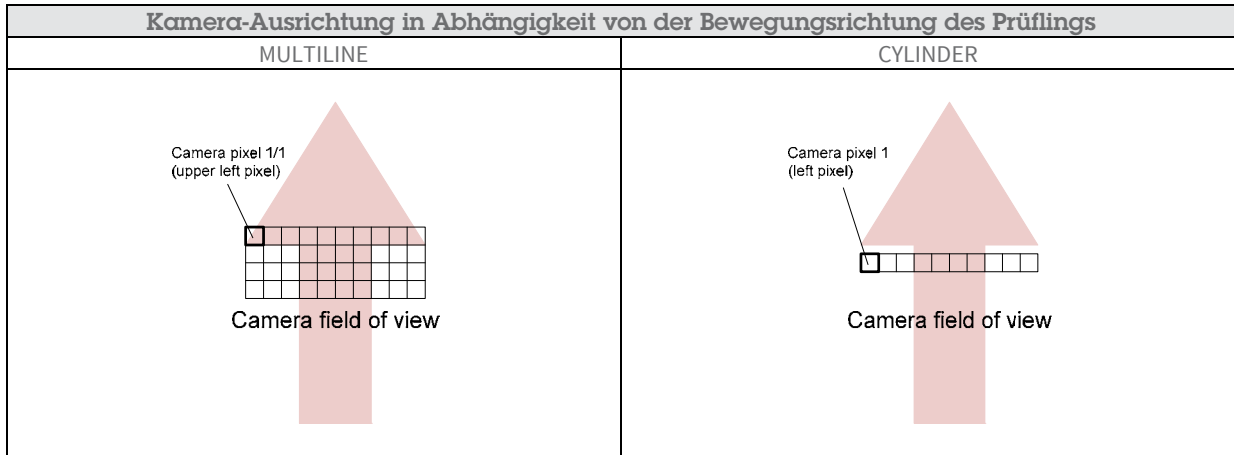 Kamera-Ausrichtung in Abhängigkeit von der Bewegungsrichtung des Prüflings
MULTILINE
CYLINDER
Camera pixel 1/1
(upper left pixel)
Camera field of view
Camera pixel 1
(left pixel)
Camera field of view